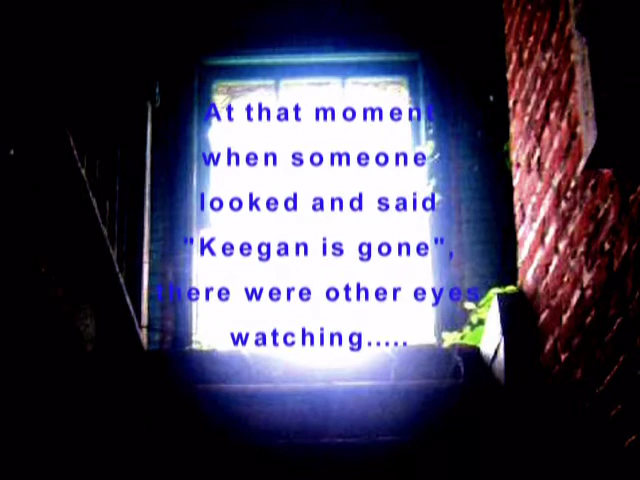 At that moment
when someone
looked and said
"Keegan is gone",
there were other eyes
watching.....